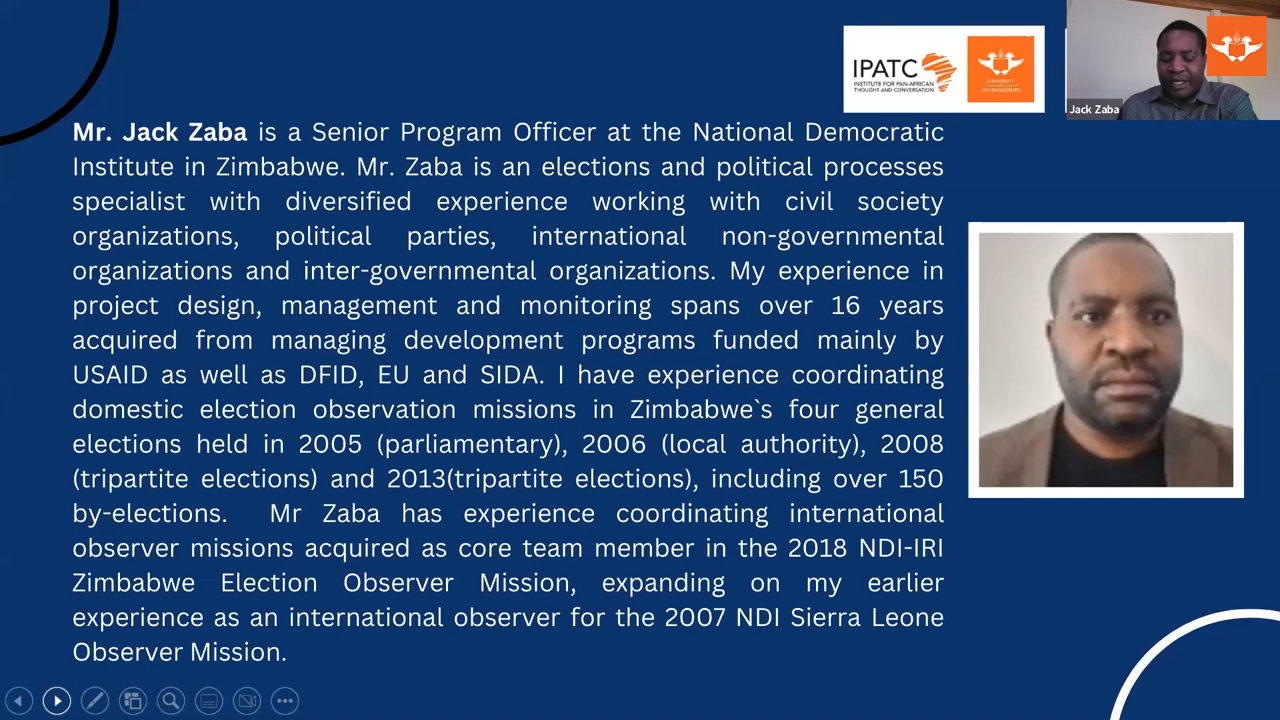 IPATC
INSTITUTE FOR PAN-AFRICAN
THOUGHT AND CONVERSATION
UNIVERSITY
OF
JOHANNESBURG
Jack Zaba
Mr. Jack Zaba is a Senior Program Officer at the National Democratic
Institute in Zimbabwe. Mr. Zaba is an elections and political processes
specialist with diversified experience working with civil society
organizations, political parties, international non-governmental
organizations and inter-governmental organizations. My experience in
project design, management and monitoring spans over 16 years
acquired from managing development programs funded mainly by
USAID as well as DFID, EU and SIDA. I have experience coordinating
domestic election observation missions in Zimbabwe`s four general
elections held in 2005 (parliamentary), 2006 (local authority), 2008
(tripartite elections) and 2013(tripartite elections), including over 150
by-elections. Mr Zaba has experience coordinating international
observer missions acquired as core team member in the 2018 NDI-IRI
Zimbabwe Election Observer Mission, expanding on my earlier
experience as an international observer for the 2007 NDI Sierra Leone
Observer Mission.